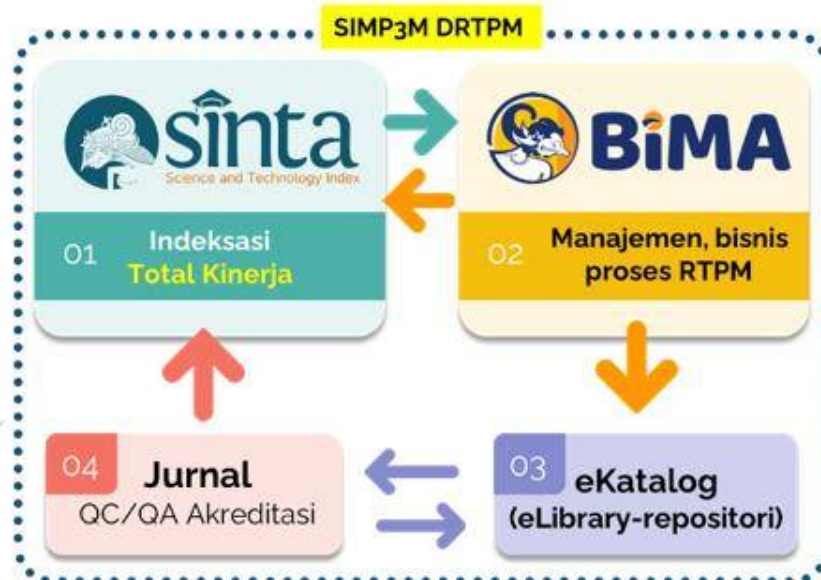 SIMP3M DRTPM
sinta
Science and Technology Index
01
Indeksasi
Total Kinerja
BiMA
02
Manajemen, bisnis
proses RTPM
04
Jurnal
QC/QA Akreditasi
03
eKatalog
(eLibrary-repositori)